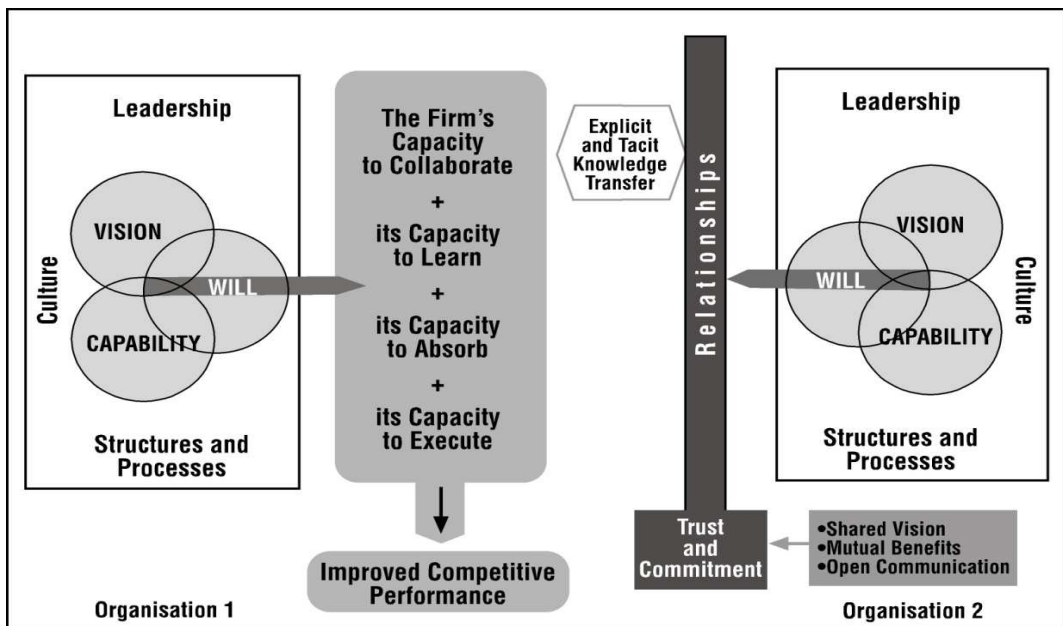 Leadership
VISION
WILL
CAPABILITY
Culture
Structures and
Processes
Organisation 1
The Firm's
Capacity
to Collaborate
+
its Capacity
to Learn
+
its Capacity
to Absorb
+
its Capacity
to Execute
Improved Competitive
Performance
Explicit
and Tacit
Knowledge
Transfer
Relationships
Trust
and
Commitment
•Shared Vision
•Mutual Benefits
•Open Communication
Leadership
VISION
WILL
CAPABILITY
Culture
Structures and
Processes
Organisation 2